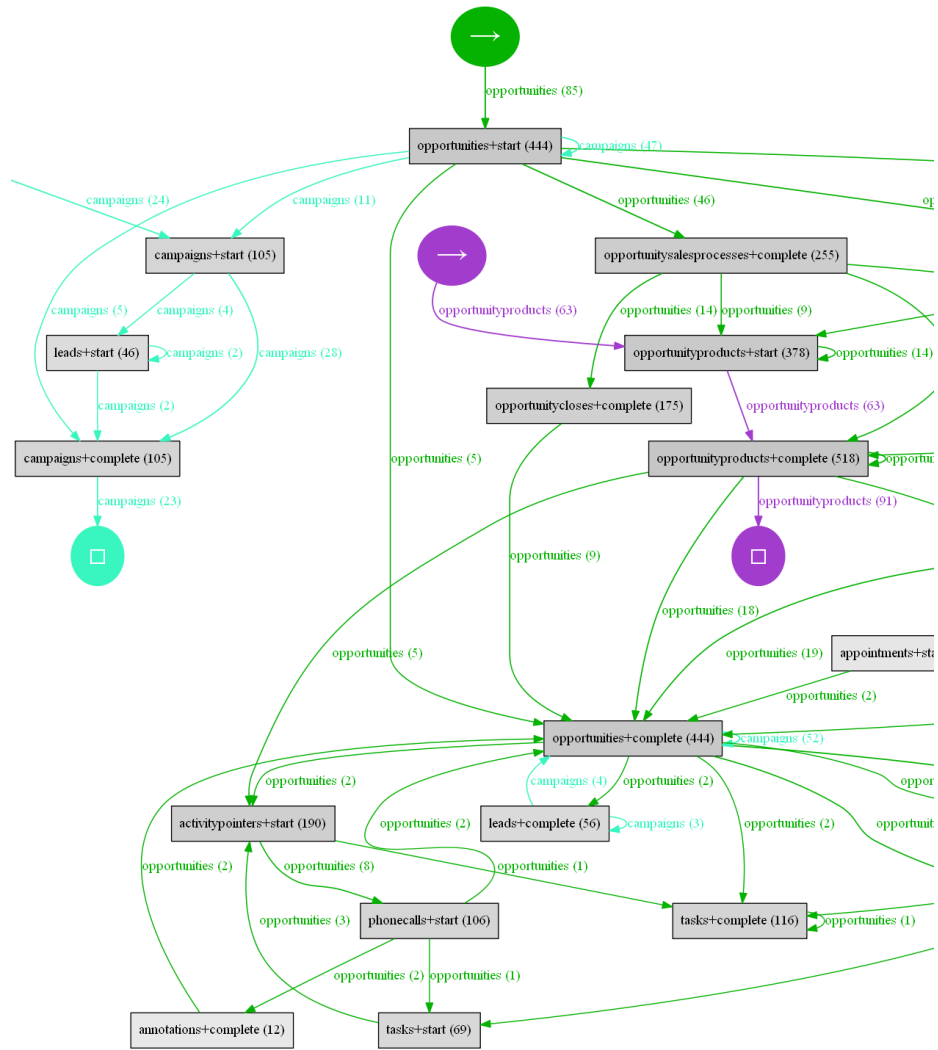 →
opportunities (85)
opportunities+start (444)
campaigns (47)
campaigns (24)
campaigns (11)
opportunities (46)
campaigns+start (105)
→
opportunitysalesprocesses+complete (255)
campaigns (5)
campaigns (4)
opportunityproducts (63)
opportunities (14)
opportunities (9)
leads+start (46)
campaigns (2)
campaigns (28)
opportunityproducts+start (378)
opportunities (14)
campaigns (2)
opportunitycloses+complete (175)
opportunityproducts (63)
campaigns+complete (105)
opportunities (5)
opportunityproducts+complete (518)
campaigns (23)
opportunityproducts (91)
opportunities (9)
opportunities (18)
opportunities (5)
opportunities (19)
appointments+sta
opportunities (2)
opportunities+complete (444)
campaigns (52)
opportunities (2)
campaigns (4)
opportunities (2)
activitypointers+start (190)
opportunities (2)
leads+complete (56)
campaigns (3)
opportunities (2)
opportunities (2)
opportunities (8)
opportunities (1)
opportunities (3)
phonecalls+start (106)
tasks+complete (116)
opportunities (1)
opportunities (2)
opportunities (1)
annotations+complete (12)
tasks+start (69)